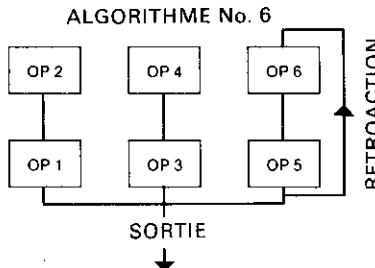 ALGORITHME No. 6
OP 2 OP 4 OP 6
OP 1 OP 3 OP 5
RETROACTION
SORTIE